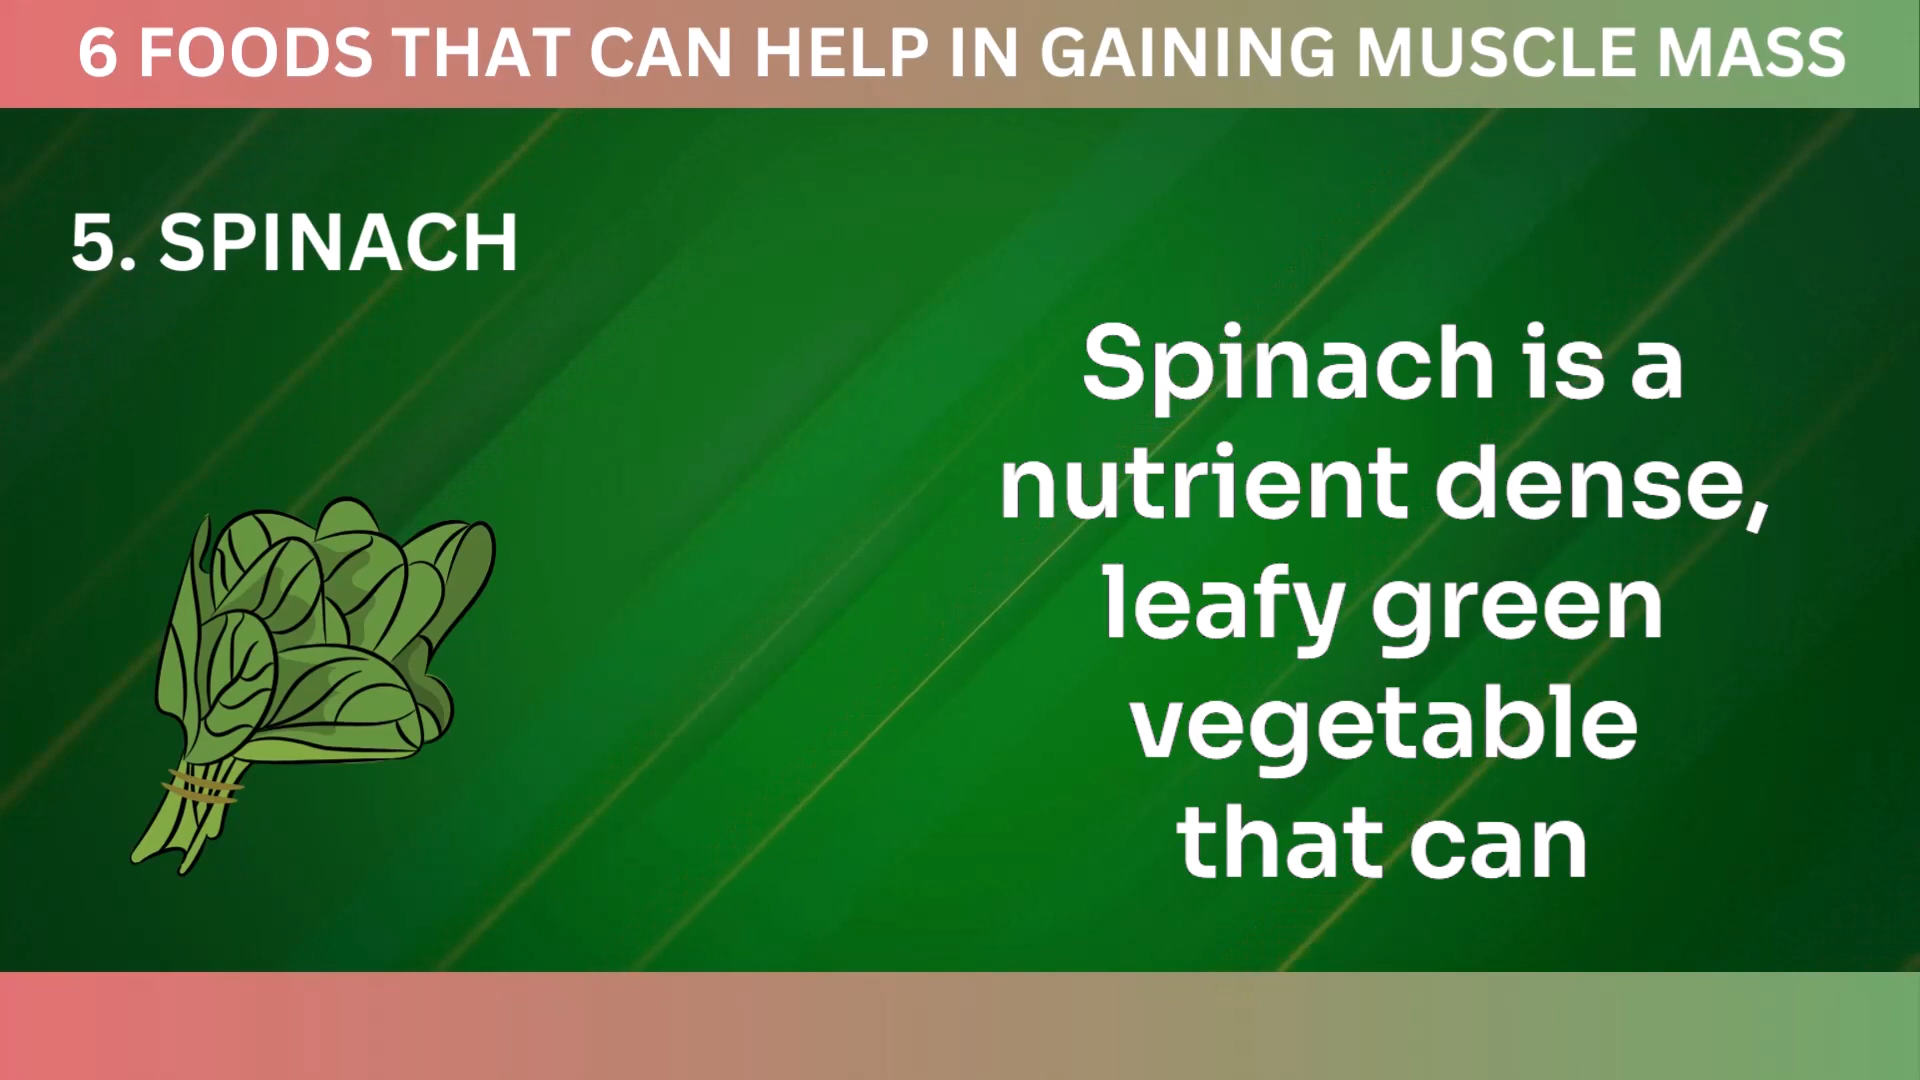 6 FOODS THAT CAN HELP IN GAINING MUSCLE MASS
5. SPINACH
Spinach is a
nutrient dense,
leafy green
vegetable
that can